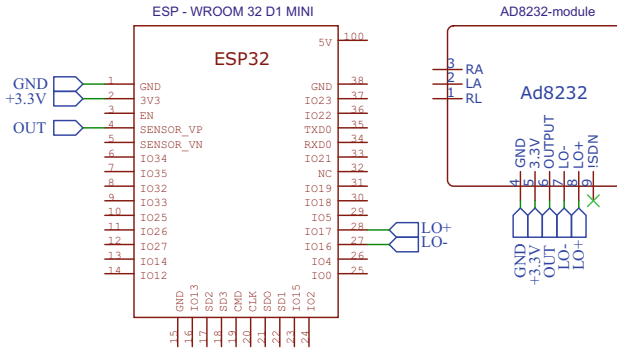 ESP - WROOM 32 D1 MINI
ESP32
5V 100
GND
+3.3V
OUT
1 GND
2 3V3
3 EN
4 SENSOR_VP
5 SENSOR_VN
6 IO34
7 IO35
8 IO32
9 IO33
10 IO25
11 IO26
12 IO27
13 IO14
14 IO12
GND 38
IO23 37
IO22 36
TXD0 35
RXD0 34
IO21 33
NC 32
IO19 31
IO18 30
IO5 29
IO17 28
IO16 27
IO4 26
IO0 25
LO+
LO-
GND 15
IO13 16
SD2 17
SD3 18
CMD 19
CLK 20
SDO 21
SD1 22
IO15 23
IO2 24
AD8232-module
3 RA
2 LA
1 RL
Ad8232
GND 4
3.3V 5
OUTPUT 6
LO- 7
LO+ 8
!SDN 9
GND
+3.3V
OUT
LO-
LO+